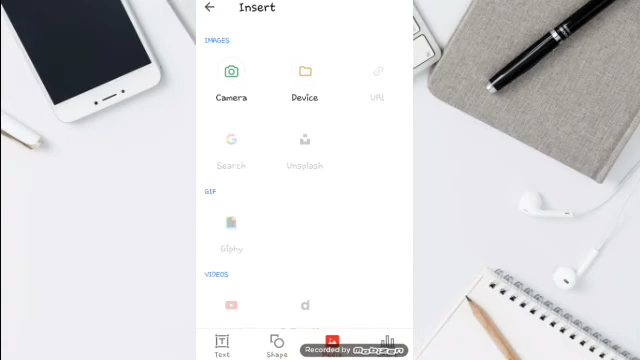 Insert
IMAGES
Camera
Device
URL
Search
Unsplash
GIF
Giphy
VIDEOS
Text
Shape
Recorded by mobizen